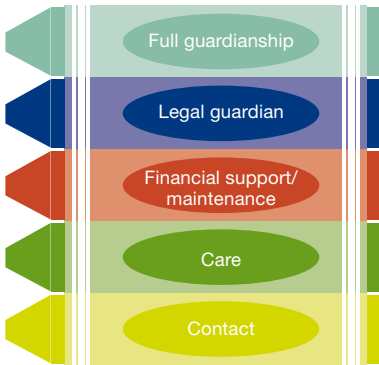 Full guardianship
Legal guardian
Financial support/
maintenance
Care
Contact